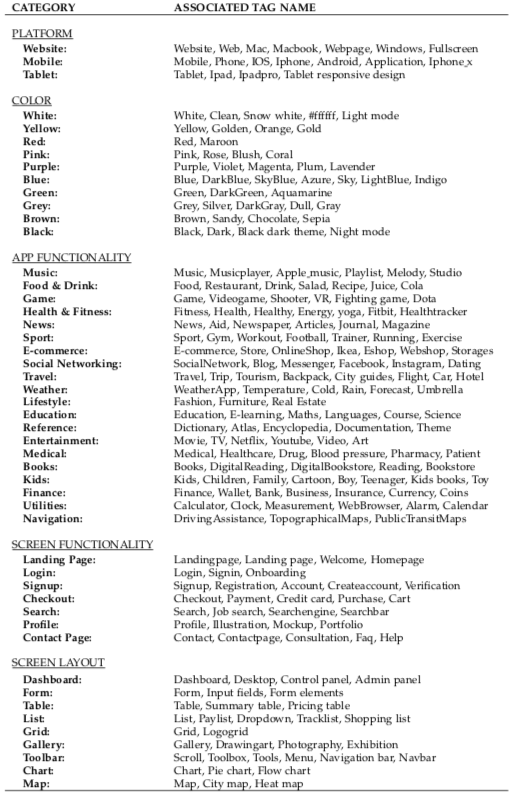 CATEGORY ASSOCIATED TAG NAME
PLATFORM
Website: Website, Web, Mac, Macbook, Webpage, Windows, Fullscreen
Mobile: Mobile, Phone, IOS, Iphone, Android, Application, Iphone_x
Tablet: Tablet, Ipad, Ipadpro, Tablet responsive design
COLOR
White: White, Clean, Snow white, #ffffff, Light mode
Yellow: Yellow, Golden, Orange, Gold
Red: Red, Maroon
Pink: Pink, Rose, Blush, Coral
Purple: Purple, Violet, Magenta, Plum, Lavender
Blue: Blue, DarkBlue, SkyBlue, Azure, Sky, LightBlue, Indigo
Green: Green, DarkGreen, Aquamarine
Grey: Grey, Silver, DarkGray, Dull, Gray
Brown: Brown, Sandy, Chocolate, Sepia
Black: Black, Dark, Black dark theme, Night mode
APP FUNCTIONALITY
Music: Music, Musicplayer, Apple_music, Playlist, Melody, Studio
Food & Drink: Food, Restaurant, Drink, Salad, Recipe, Juice, Cola
Game: Game, Videogame, Shooter, VR, Fighting game, Dota
Health & Fitness: Fitness, Health, Healthy, Energy, yoga, Fitbit, Healthtracker
News: News, Aid, Newspaper, Articles, Journal, Magazine
Sport: Sport, Gym, Workout, Football, Trainer, Running, Exercise
E-commerce: E-commerce, Store, OnlineShop, Ikea, Eshop, Webshop, Storages
Social Networking: SocialNetwork, Blog, Messenger, Facebook, Instagram, Dating
Travel: Travel, Trip, Tourism, Backpack, City guides, Flight, Car, Hotel
Weather: WeatherApp, Temperature, Cold, Rain, Forecast, Umbrella
Lifestyle: Fashion, Furniture, Real Estate
Education: Education, E-learning, Maths, Languages, Course, Science
Reference: Dictionary, Atlas, Encyclopedia, Documentation, Theme
Entertainment: Movie, TV, Netflix, Youtube, Video, Art
Medical: Medical, Healthcare, Drug, Blood pressure, Pharmacy, Patient
Books: Books, DigitalReading, DigitalBookstore, Reading, Bookstore
Kids: Kids, Children, Family, Cartoon, Boy, Teenager, Kids books, Toy
Finance: Finance, Wallet, Bank, Business, Insurance, Currency, Coins
Utilities: Calculator, Clock, Measurement, WebBrowser, Alarm, Calendar
Navigation: DrivingAssistance, TopographicalMaps, PublicTransitMaps
SCREEN FUNCTIONALITY
Landing Page: Landingpage, Landing page, Welcome, Homepage
Login: Login, Signin, Onboarding
Signup: Signup, Registration, Account, Createaccount, Verification
Checkout: Checkout, Payment, Credit card, Purchase, Cart
Search: Search, Job search, Searchengine, Searchbar
Profile: Profile, Illustration, Mockup, Portfolio
Contact Page: Contact, Contactpage, Consultation, Faq, Help
SCREEN LAYOUT
Dashboard: Dashboard, Desktop, Control panel, Admin panel
Form: Form, Input fields, Form elements
Table: Table, Summary table, Pricing table
List: List, Paylist, Dropdown, Tracklist, Shopping list
Grid: Grid, Logogrid
Gallery: Gallery, Drawingart, Photography, Exhibition
Toolbar: Scroll, Toolbox, Tools, Menu, Navigation bar, Navbar
Chart: Chart, Pie chart, Flow chart
Map: Map, City map, Heat map